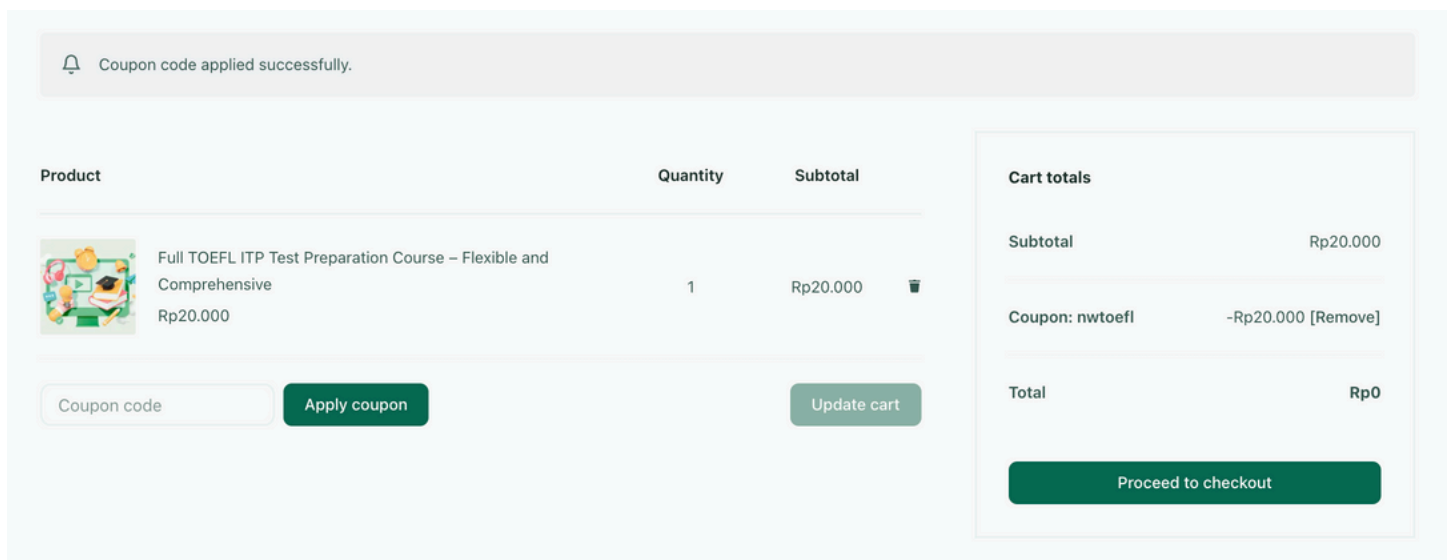 Coupon code applied successfully.
Product
Quantity
Subtotal
Full TOEFL ITP Test Preparation Course – Flexible and
Comprehensive
Rp20.000
1
Rp20.000
Coupon code
Apply coupon
Update cart
Cart totals
Subtotal
Rp20.000
Coupon: nwtoefl
-Rp20.000 [Remove]
Total
Rp0
Proceed to checkout